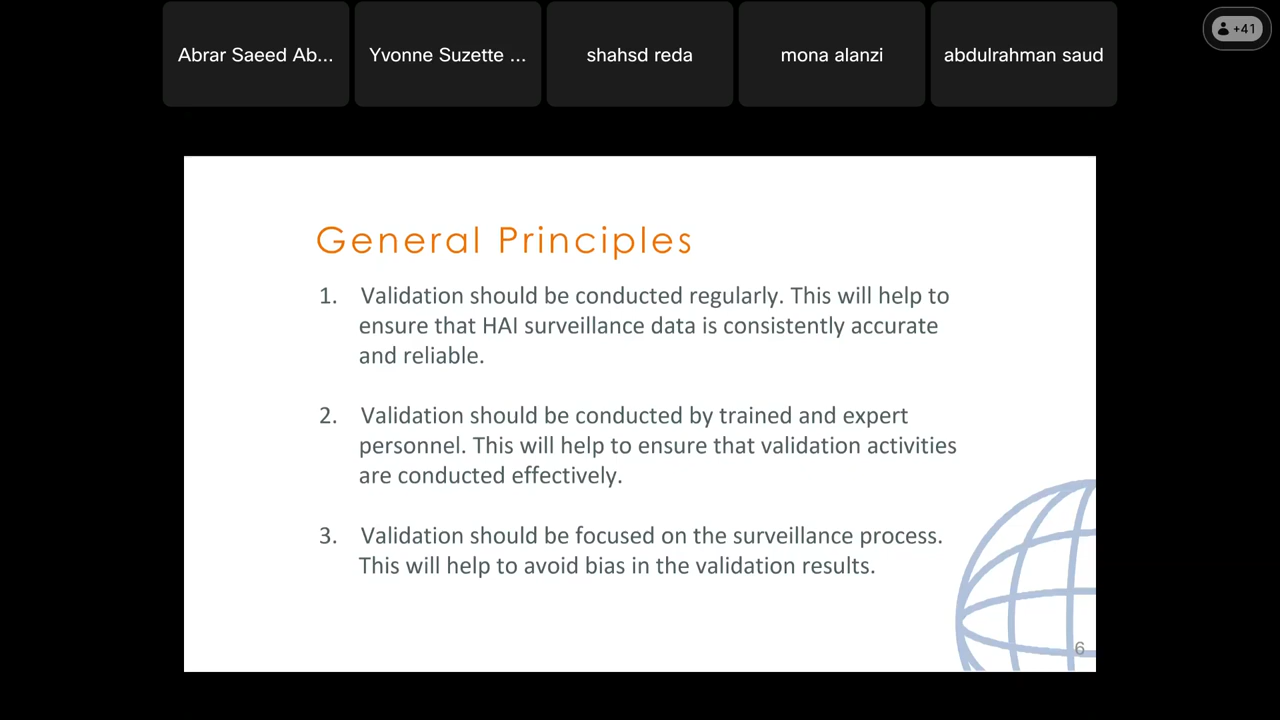 Abrar Saeed Ab...
Yvonne Suzette ...
shahsd reda
mona alanzi
abdulrahman saud
+41
General Principles
1. Validation should be conducted regularly. This will help to
ensure that HAI surveillance data is consistently accurate
and reliable.
2. Validation should be conducted by trained and expert
personnel. This will help to ensure that validation activities
are conducted effectively.
3. Validation should be focused on the surveillance process.
This will help to avoid bias in the validation results.
6